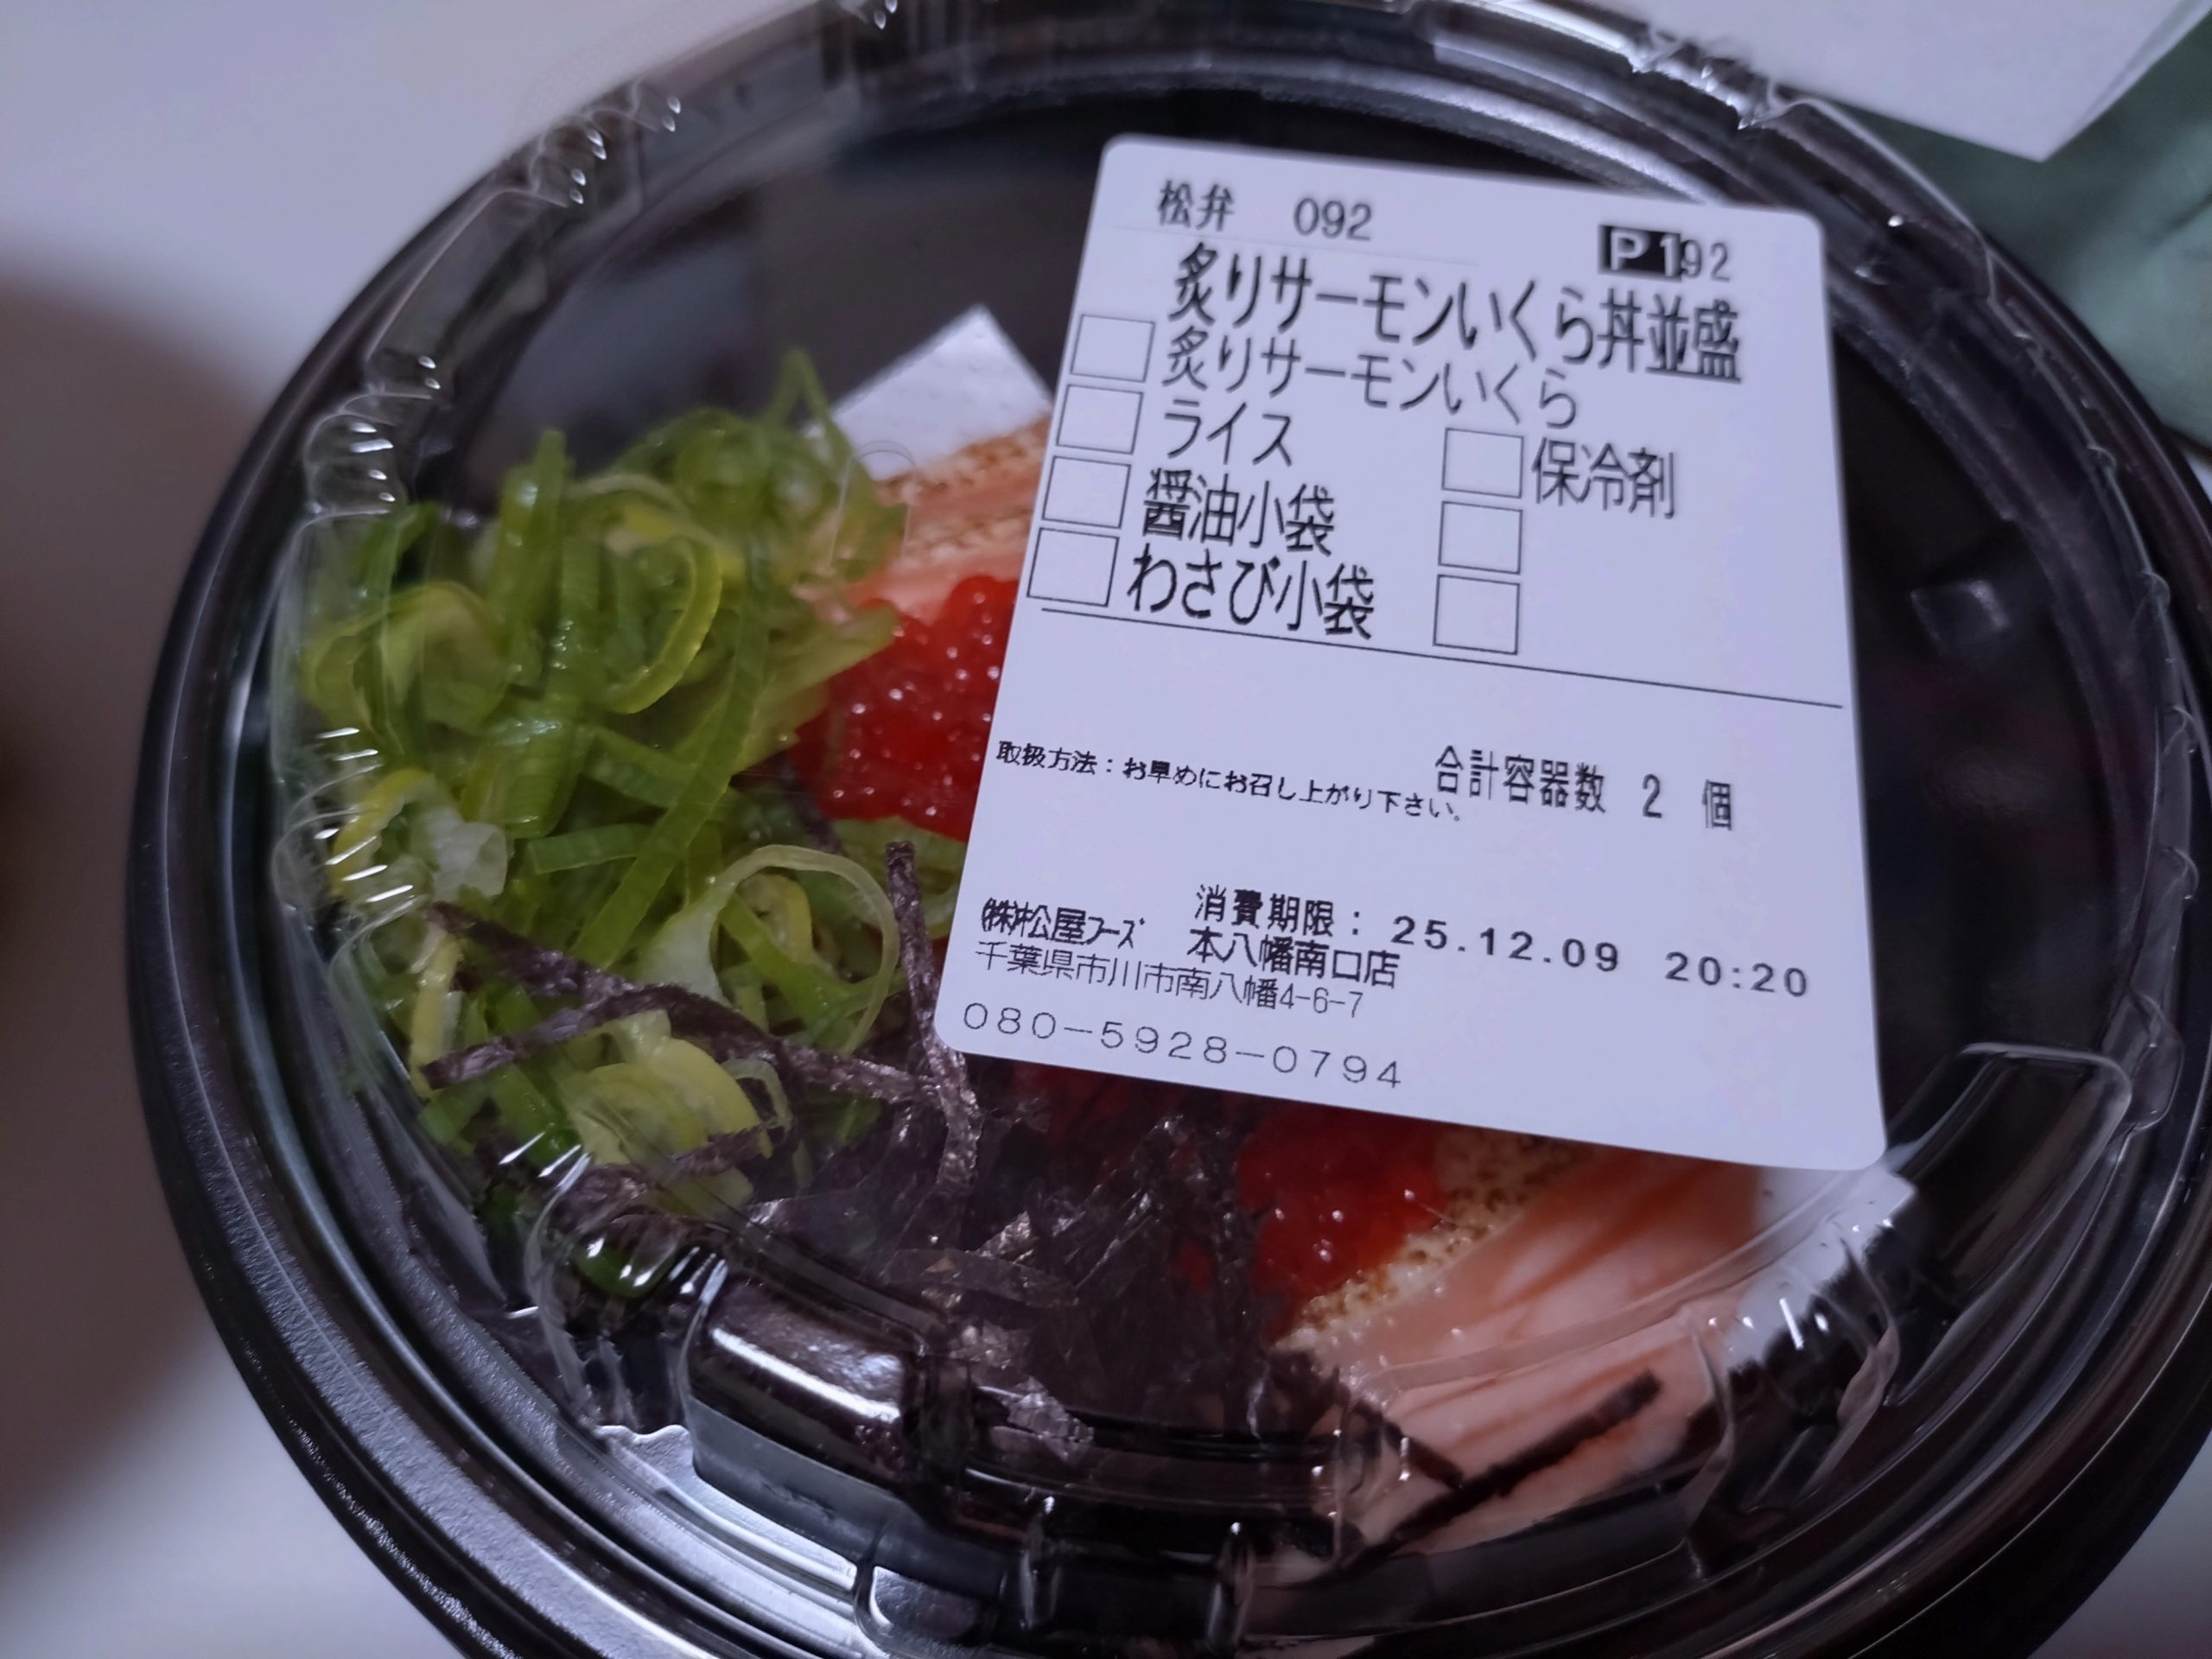 松弁 092 P192
炙りサーモンいくら丼並盛
炙りサーモンいくら
ライス 保冷剤
醤油小袋
わさび小袋
合計容器数 2 個
取扱方法：お早めにお召し上がり下さい。
消費期限： 25.12.09 20:20
㈱松屋フーズ 本八幡南口店
千葉県市川市南八幡4-6-7
080-5928-0794